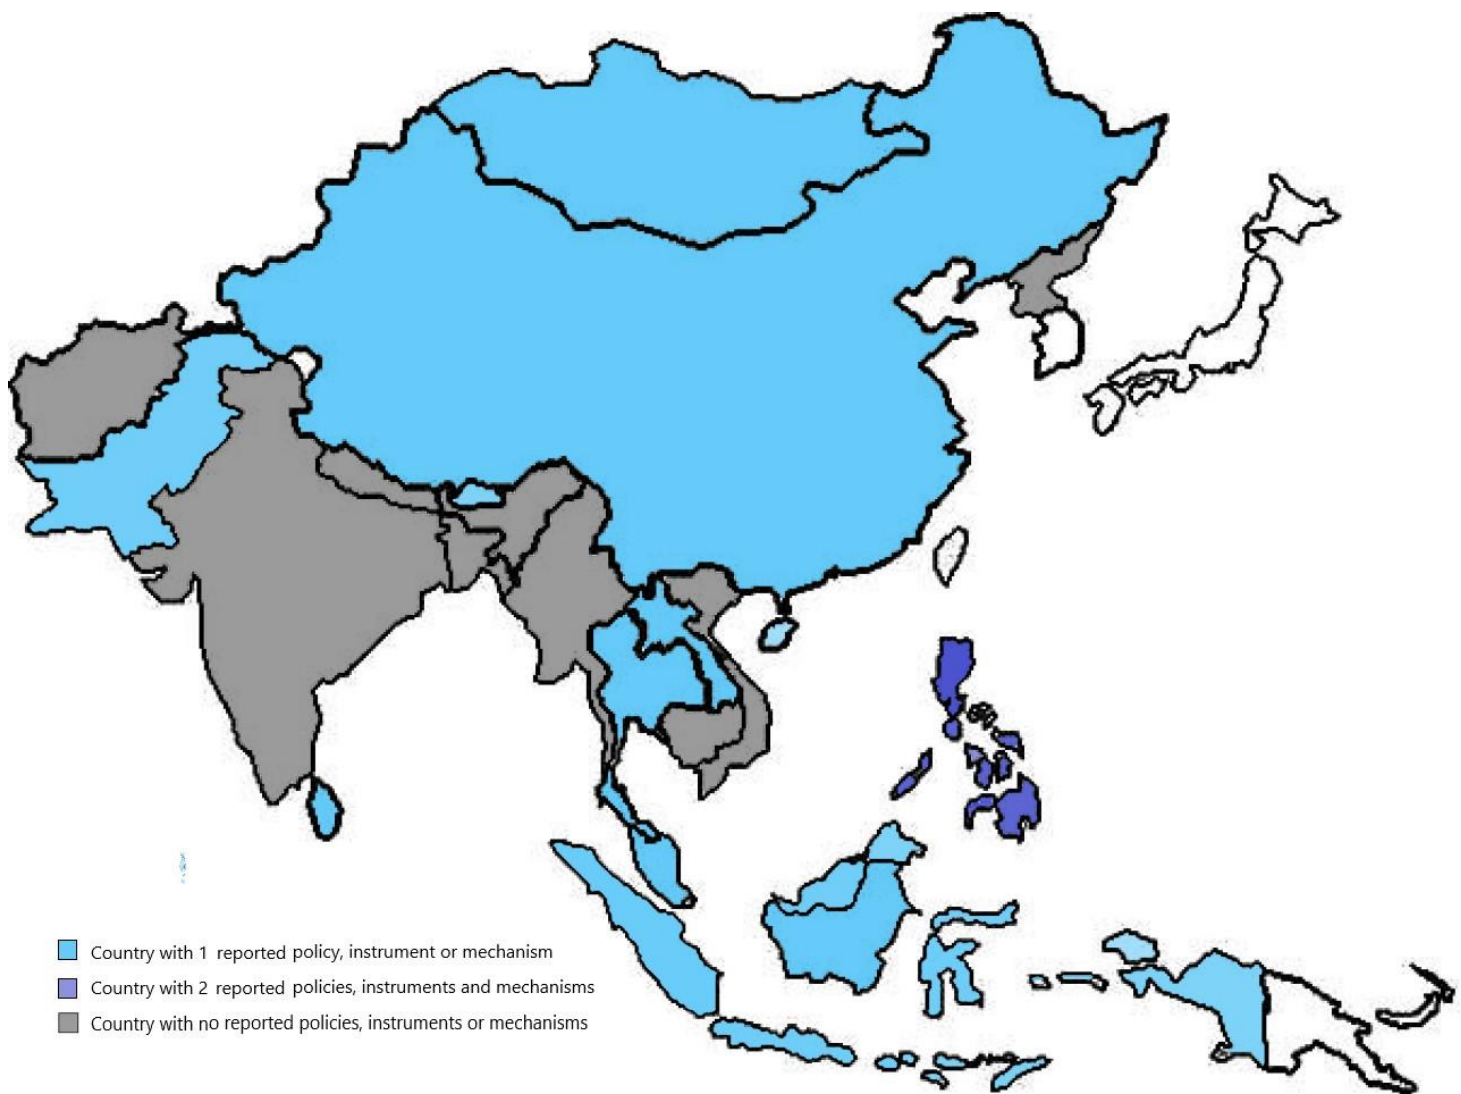 Country with 1 reported policy, instrument or mechanism
Country with 2 reported policies, instruments and mechanisms
Country with no reported policies, instruments or mechanisms